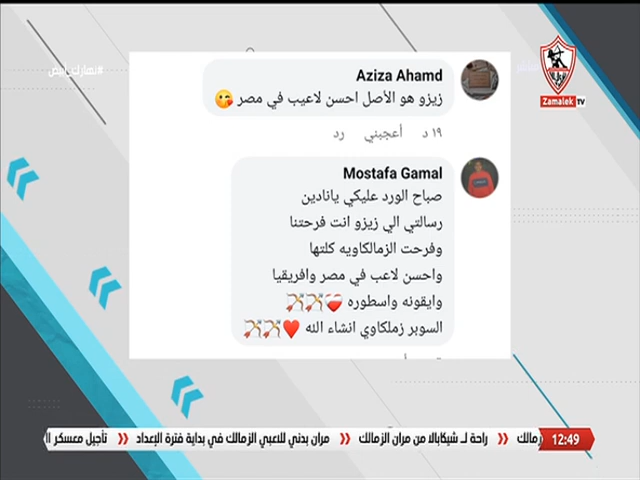 #نهارك_أبيض
Zamalek TV
Aziza Ahamd
زيزو هو الأصل احسن لاعيب في مصر 😘
١٩ د أعجبني رد
Mostafa Gamal
صباح الورد عليكي يانادين
رسالتي الي زيزو انت فرحتنا
وفرحت الزمالكاويه كلتها
واحسن لاعب في مصر وافريقيا
وايقونه واسطوره ❤️‍🩹🏹🏹
السوبر زملكاوي انشاء الله ❤️🏹🏹
12:49
زمالك » راحة لـ شيكابالا من مران الزمالك » مران بدني للاعبي الزمالك في بداية فترة الإعداد » تأجيل معسكر ال